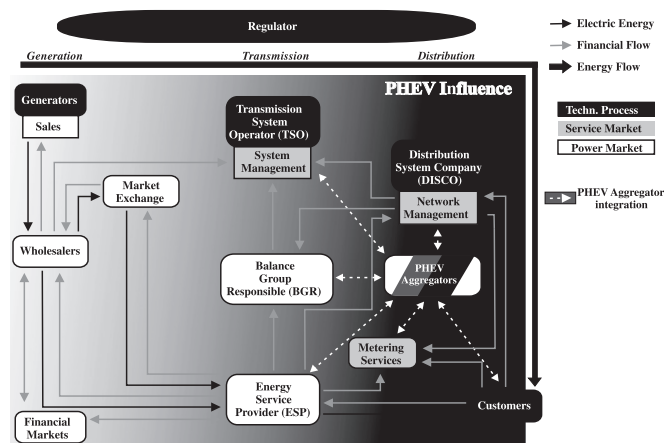 Regulator
Generation
Transmission
Distribution
Electric Energy
Financial Flow
Energy Flow
PHEV Influence
Generators
Sales
Transmission
System
Operator (TSO)
System
Management
Distribution
System Company
(DISCO)
Network
Management
Techn. Process
Service Market
Power Market
PHEV Aggregator
integration
Market
Exchange
Wholesalers
Balance
Group
Responsible (BGR)
PHEV
Aggregators
Metering
Services
Energy
Service
Provider (ESP)
Customers
Financial
Markets